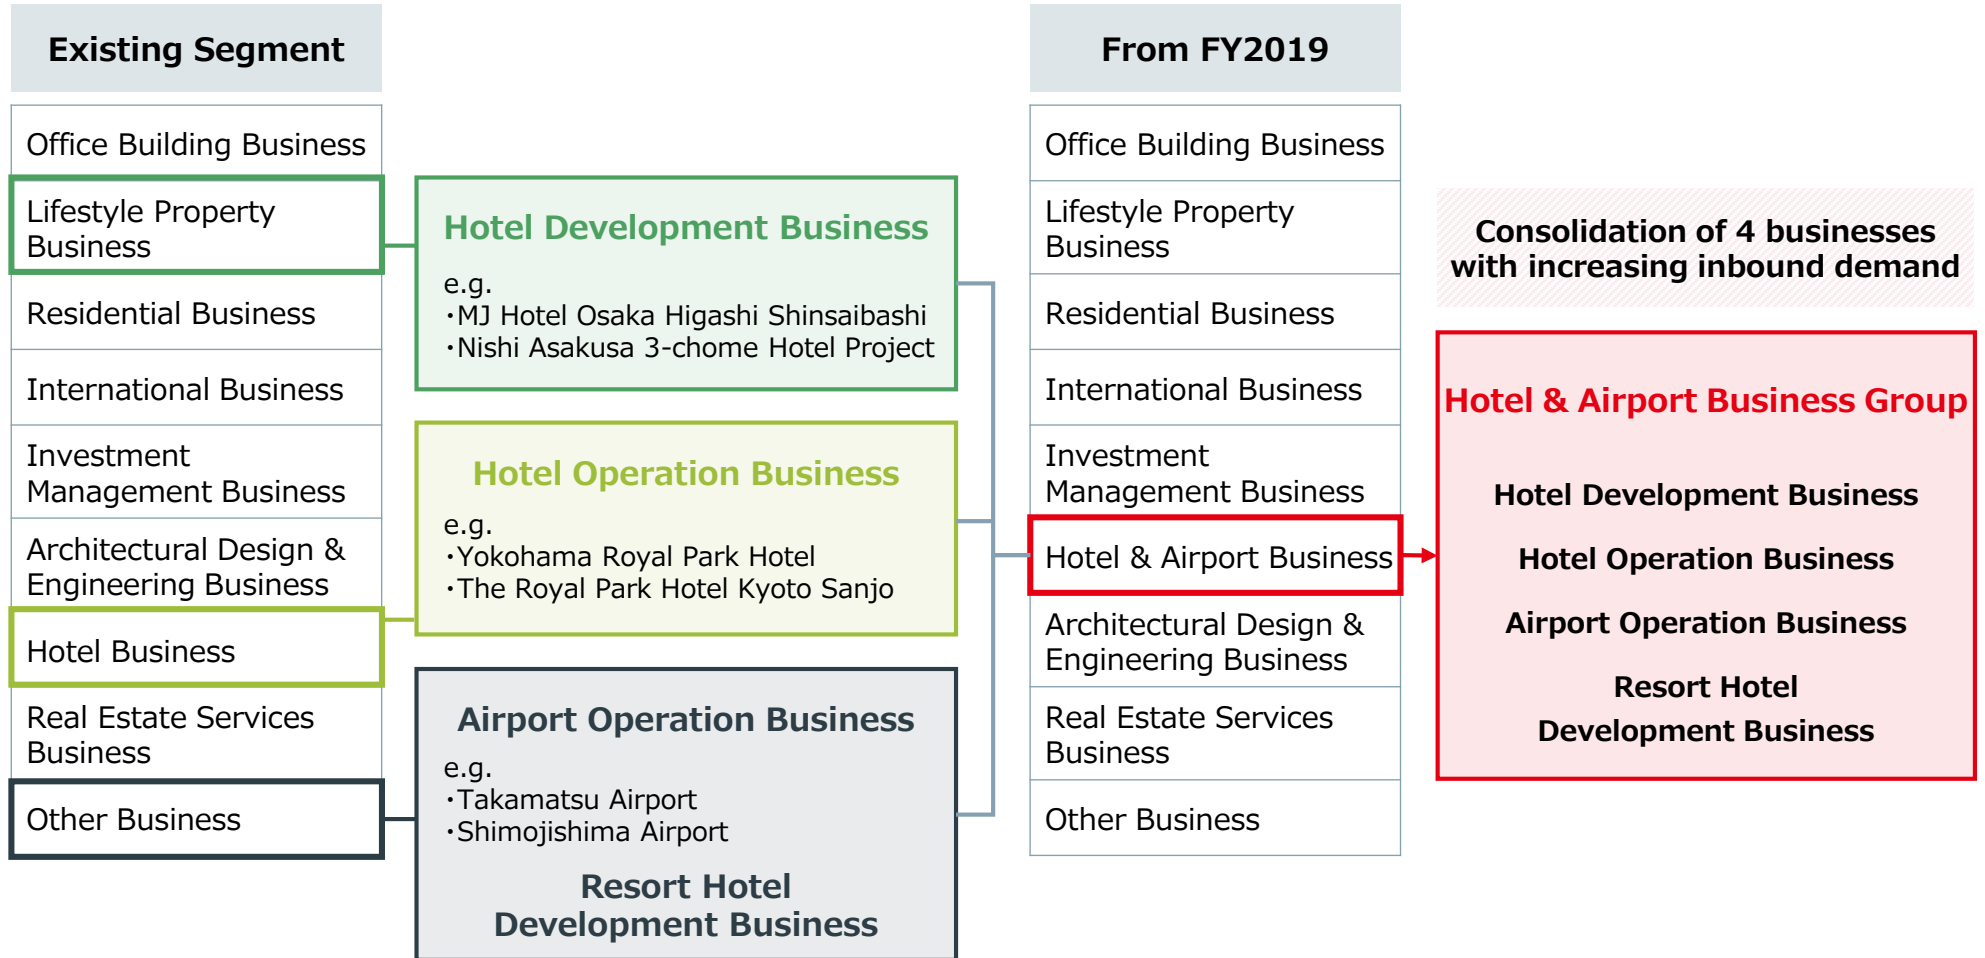 Existing Segment
Office Building Business
Lifestyle Property
Business
Residential Business
International Business
Investment
Management Business
Architectural Design &
Engineering Business
Hotel Business
Real Estate Services
Business
Other Business
Hotel Development Business
e.g.
・MJ Hotel Osaka Higashi Shinsaibashi
・Nishi Asakusa 3-chome Hotel Project
Hotel Operation Business
e.g.
・Yokohama Royal Park Hotel
・The Royal Park Hotel Kyoto Sanjo
Airport Operation Business
e.g.
・Takamatsu Airport
・Shimojishima Airport
Resort Hotel
Development Business
From FY2019
Office Building Business
Lifestyle Property
Business
Residential Business
International Business
Investment
Management Business
Hotel & Airport Business
Architectural Design &
Engineering Business
Real Estate Services
Business
Other Business
Consolidation of 4 businesses
with increasing inbound demand
Hotel & Airport Business Group
Hotel Development Business
Hotel Operation Business
Airport Operation Business
Resort Hotel
Development Business